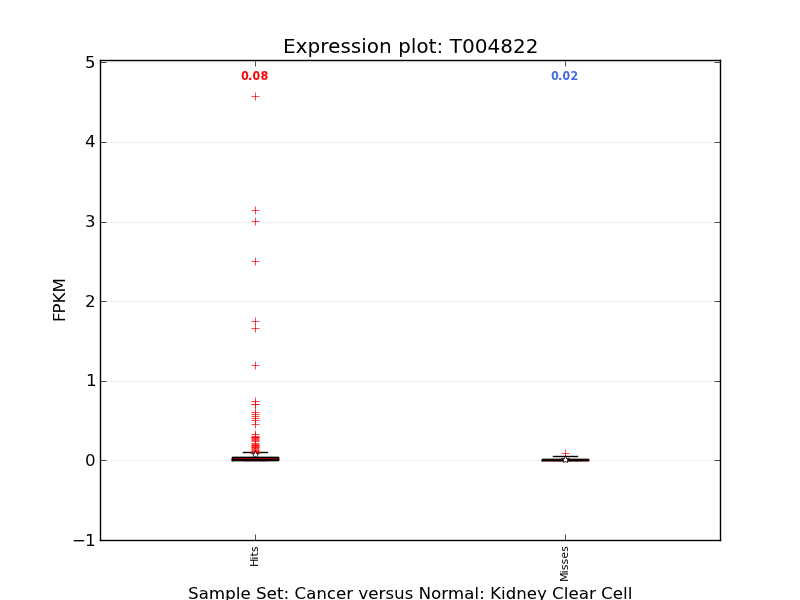 Expression plot: T004822
0.08
0.02
5
4
3
2
1
0
−1
FPKM
Hits
Misses
Sample Set: Cancer versus Normal: Kidney Clear Cell